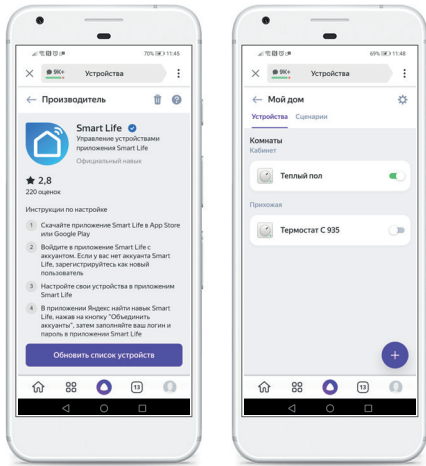 70% 11:45
9K+ Устройства
Производитель
Smart Life
Управление устройствами
приложения Smart Life
Официальный навык
★ 2,8
220 оценок
Инструкции по настройке
1 Скачайте приложение Smart Life в App Store
или Google Play
2 Войдите в приложение Smart Life с
аккуантом. Если у вас нет аккаунта Smart
Life, зарегистрируйтесь как новый
пользователь
3 Настройте свои устройства в приложении
Smart Life
4 В приложении Яндекс найти навык Smart
Life, нажав на кнопку "Объединить
аккуанты", затем заполняйте ваш логин и
пароль в приложении Smart Life
Обновить список устройств
13
69% 11:48
9K+ Устройства
Мой дом
Устройства Сценарии
Комнаты
Кабинет
Теплый пол
Прихожая
Термостат С 935
+
13